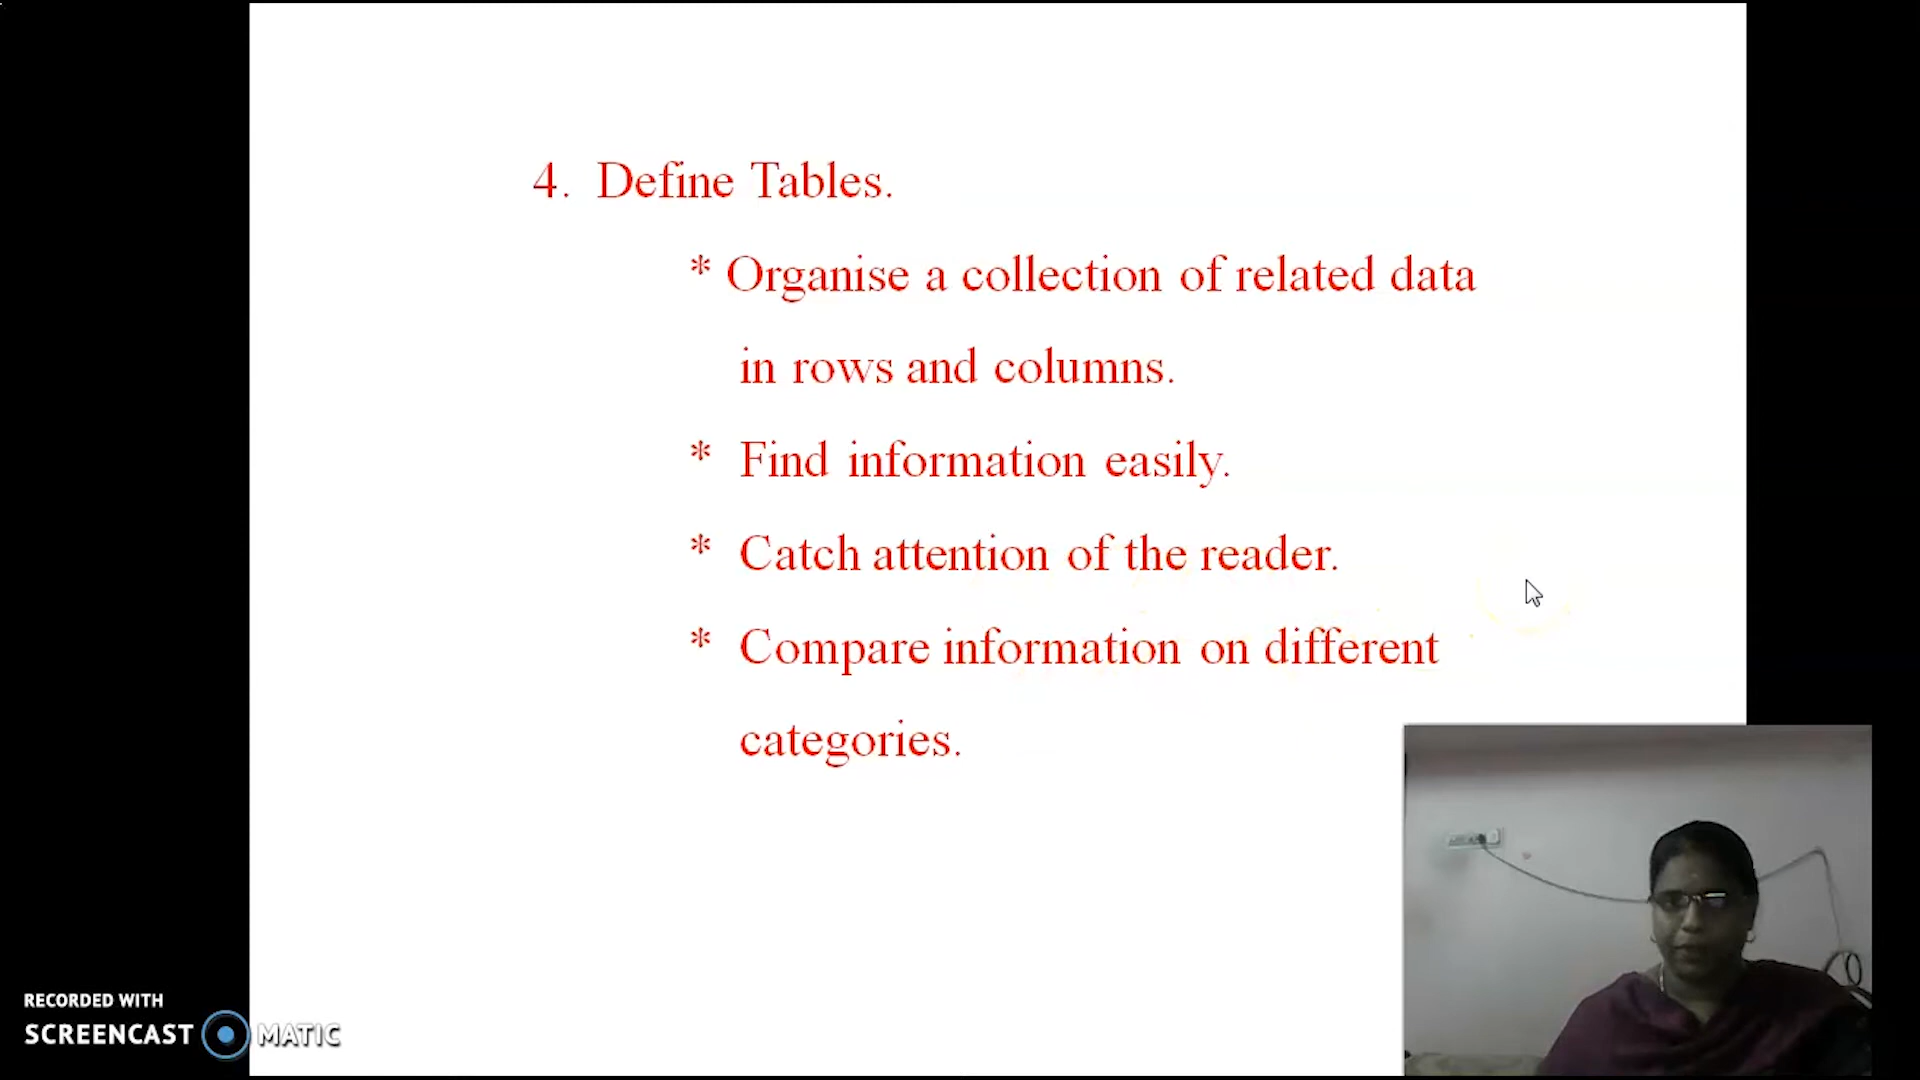 4. Define Tables.
* Organise a collection of related data
in rows and columns.
* Find information easily.
* Catch attention of the reader.
* Compare information on different
categories.
RECORDED WITH
SCREENCAST MATIC